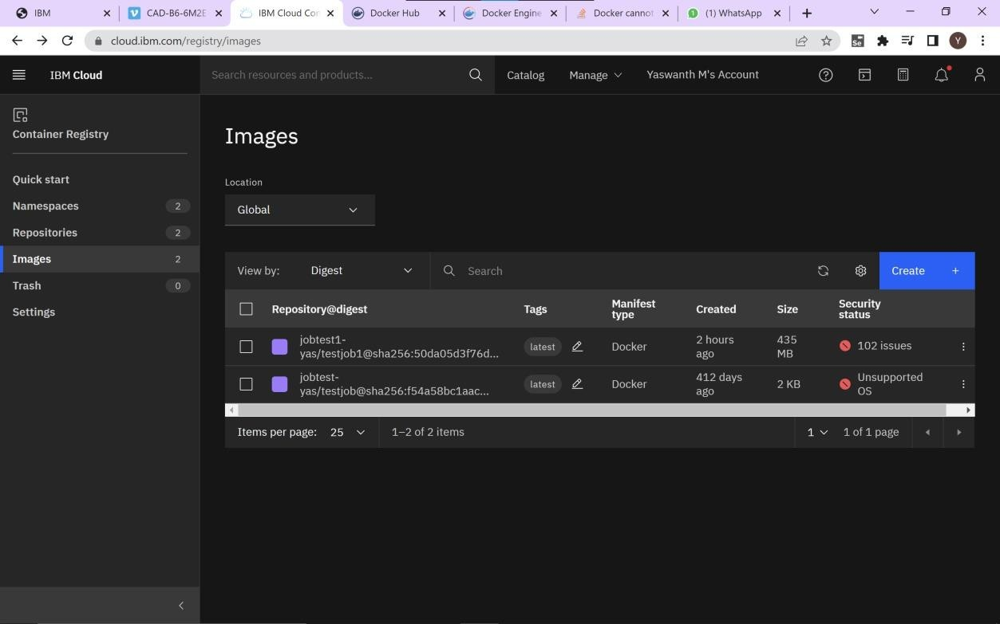 IBM
CAD-B6-6M2E
IBM Cloud Con
Docker Hub
Docker Engine
Docker cannot
(1) WhatsApp
cloud.ibm.com/registry/images
Se
Y
IBM Cloud
Search resources and products...
Catalog
Manage
Yaswanth M's Account
Container Registry
Quick start
Namespaces 2
Repositories 2
Images 2
Trash 0
Settings
Images
Location
Global
View by: Digest
Search
Create +
Repository@digest Tags Manifest type Created Size Security status
jobtest1-
yas/testjob1@sha256:50da05d3f76d...
latest
Docker
2 hours
ago
435
MB
102 issues
jobtest-
yas/testjob@sha256:f54a58bc1aac...
latest
Docker
412 days
ago
2 KB
Unsupported
OS
Items per page: 25
1–2 of 2 items
1
1 of 1 page